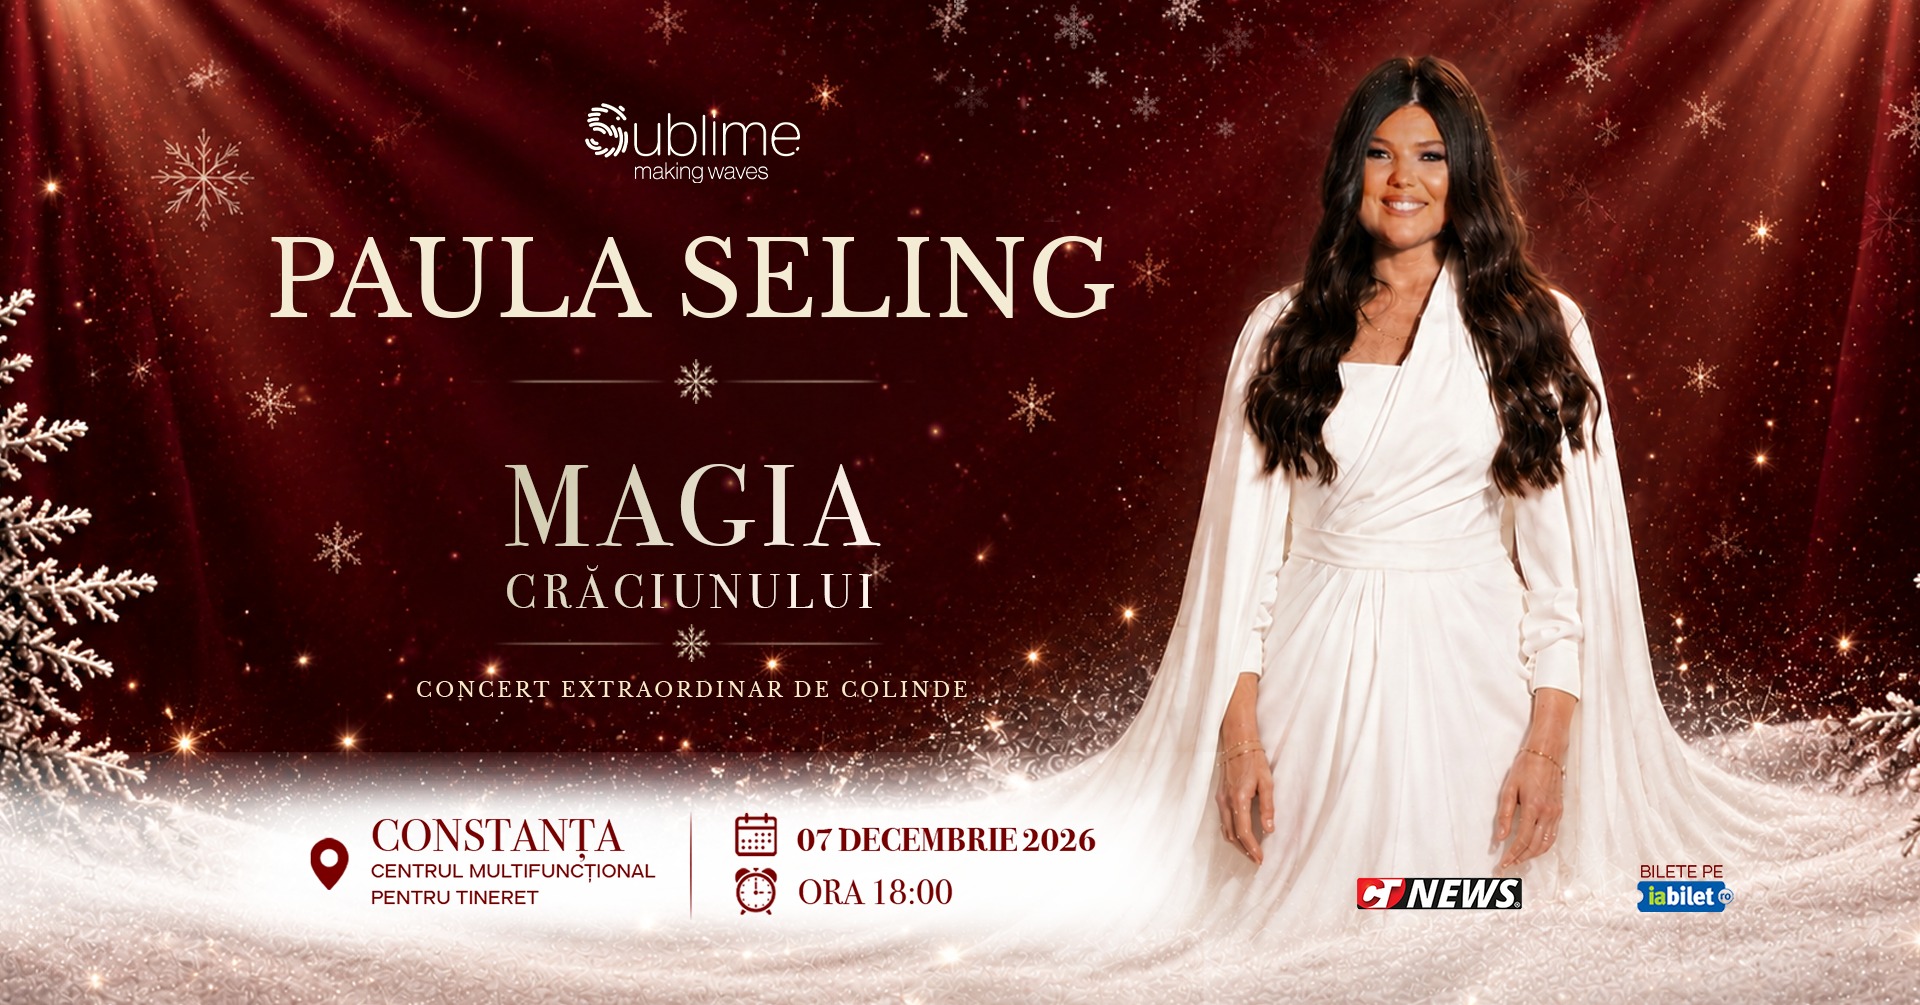 Sublime
making waves
PAULA SELING
MAGIA
CRĂCIUNULUI
CONCERT EXTRAORDINAR DE COLINDE
CONSTANȚA
CENTRUL MULTIFUNCȚIONAL
PENTRU TINERET
07 DECEMBRIE 2026
ORA 18:00
CT NEWS
BILETE PE
iabilet ro